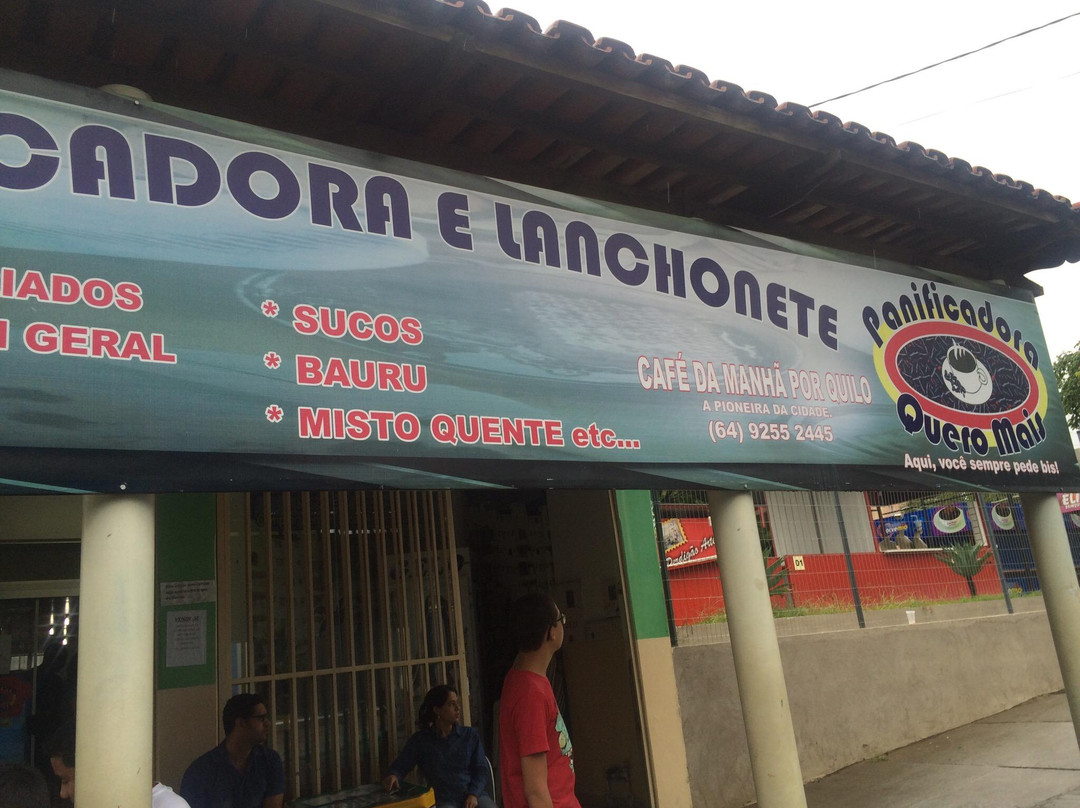 CADORA E LANCHONETE
IADOS
GERAL
* SUCOS
* BAURU
* MISTO QUENTE etc...
CAFÉ DA MANHÃ POR QUILO
A PIONEIRA DA CIDADE.
(64) 9255 2445
Panificadora
Quero Mais
Aqui, você sempre pede bis!
01